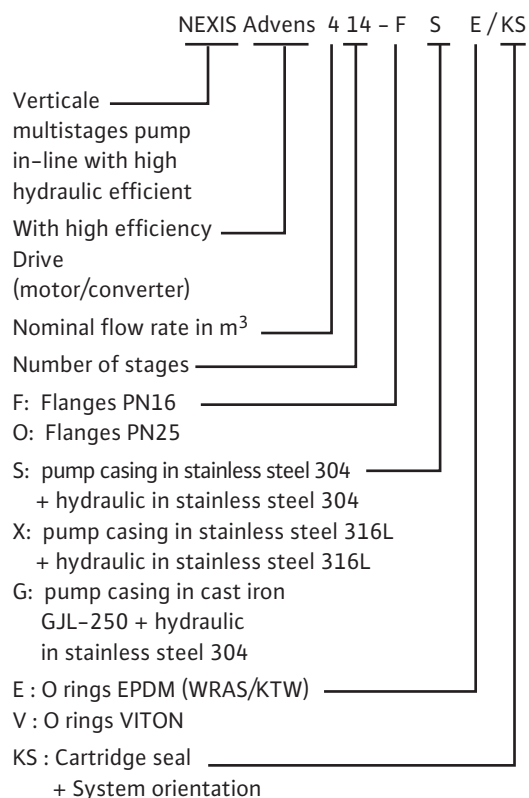 NEXIS Advens 4 14 - F S E / KS
Verticale
multistages pump
in-line with high
hydraulic efficient
With high efficiency
Drive
(motor/converter)
Nominal flow rate in m³
Number of stages
F: Flanges PN16
O: Flanges PN25
S: pump casing in stainless steel 304
+ hydraulic in stainless steel 304
X: pump casing in stainless steel 316L
+ hydraulic in stainless steel 316L
G: pump casing in cast iron
GJL-250 + hydraulic
in stainless steel 304
E : O rings EPDM (WRAS/KTW)
V : O rings VITON
KS : Cartridge seal
+ System orientation